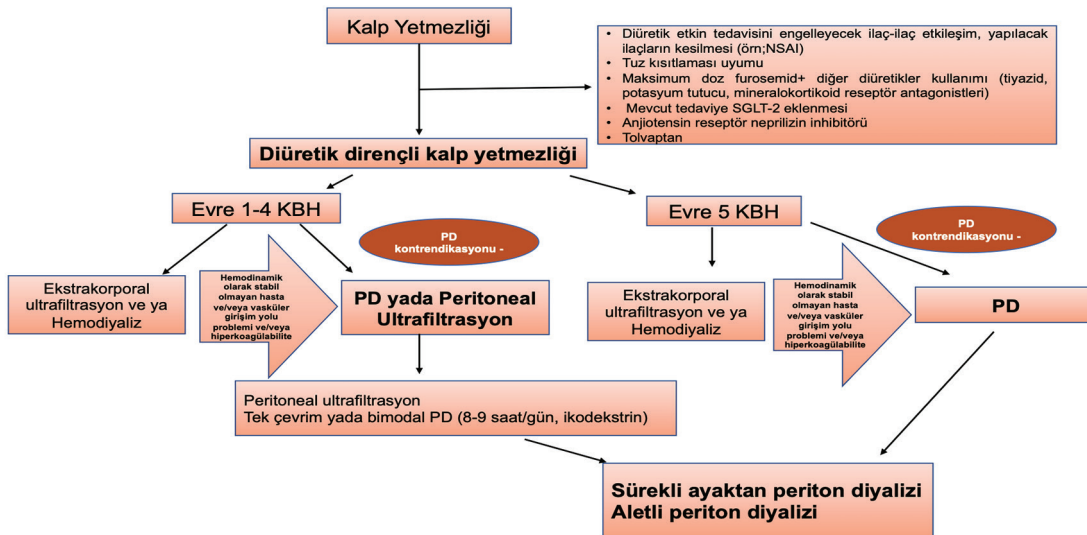 Kalp Yetmezliği
• Diüretik etkin tedavisini engelleyecek ilaç-ilaç etkileşim, yapılacak
ilaçların kesilmesi (örn;NSAI)
• Tuz kısıtlaması uyumu
• Maksimum doz furosemid+ diğer diüretikler kullanımı (tiyazid,
potasyum tutucu, mineralokortikoid reseptör antagonistleri)
• Mevcut tedaviye SGLT-2 eklenmesi
• Anjiotensin reseptör neprilizin inhibitörü
• Tolvaptan
Diüretik dirençli kalp yetmezliği
Evre 1-4 KBH
PD
kontrendikasyonu -
Ekstrakorporal
ultrafiltrasyon ve ya
Hemodiyaliz
Hemodinamik
olarak stabil
olmayan hasta
ve/veya vasküler
girişim yolu
problemi ve/veya
hiperkoagülabilite
PD yada Peritoneal
Ultrafiltrasyon
Peritoneal ultrafiltrasyon
Tek çevrim yada bimodal PD (8-9 saat/gün, ikodekstrin)
Evre 5 KBH
PD
kontrendikasyonu -
Ekstrakorporal
ultrafiltrasyon ve ya
Hemodiyaliz
Hemodinamik
olarak stabil
olmayan hasta
ve/veya vasküler
girişim yolu
problemi ve/veya
hiperkoagülabilite
PD
Sürekli ayaktan periton diyalizi
Aletli periton diyalizi